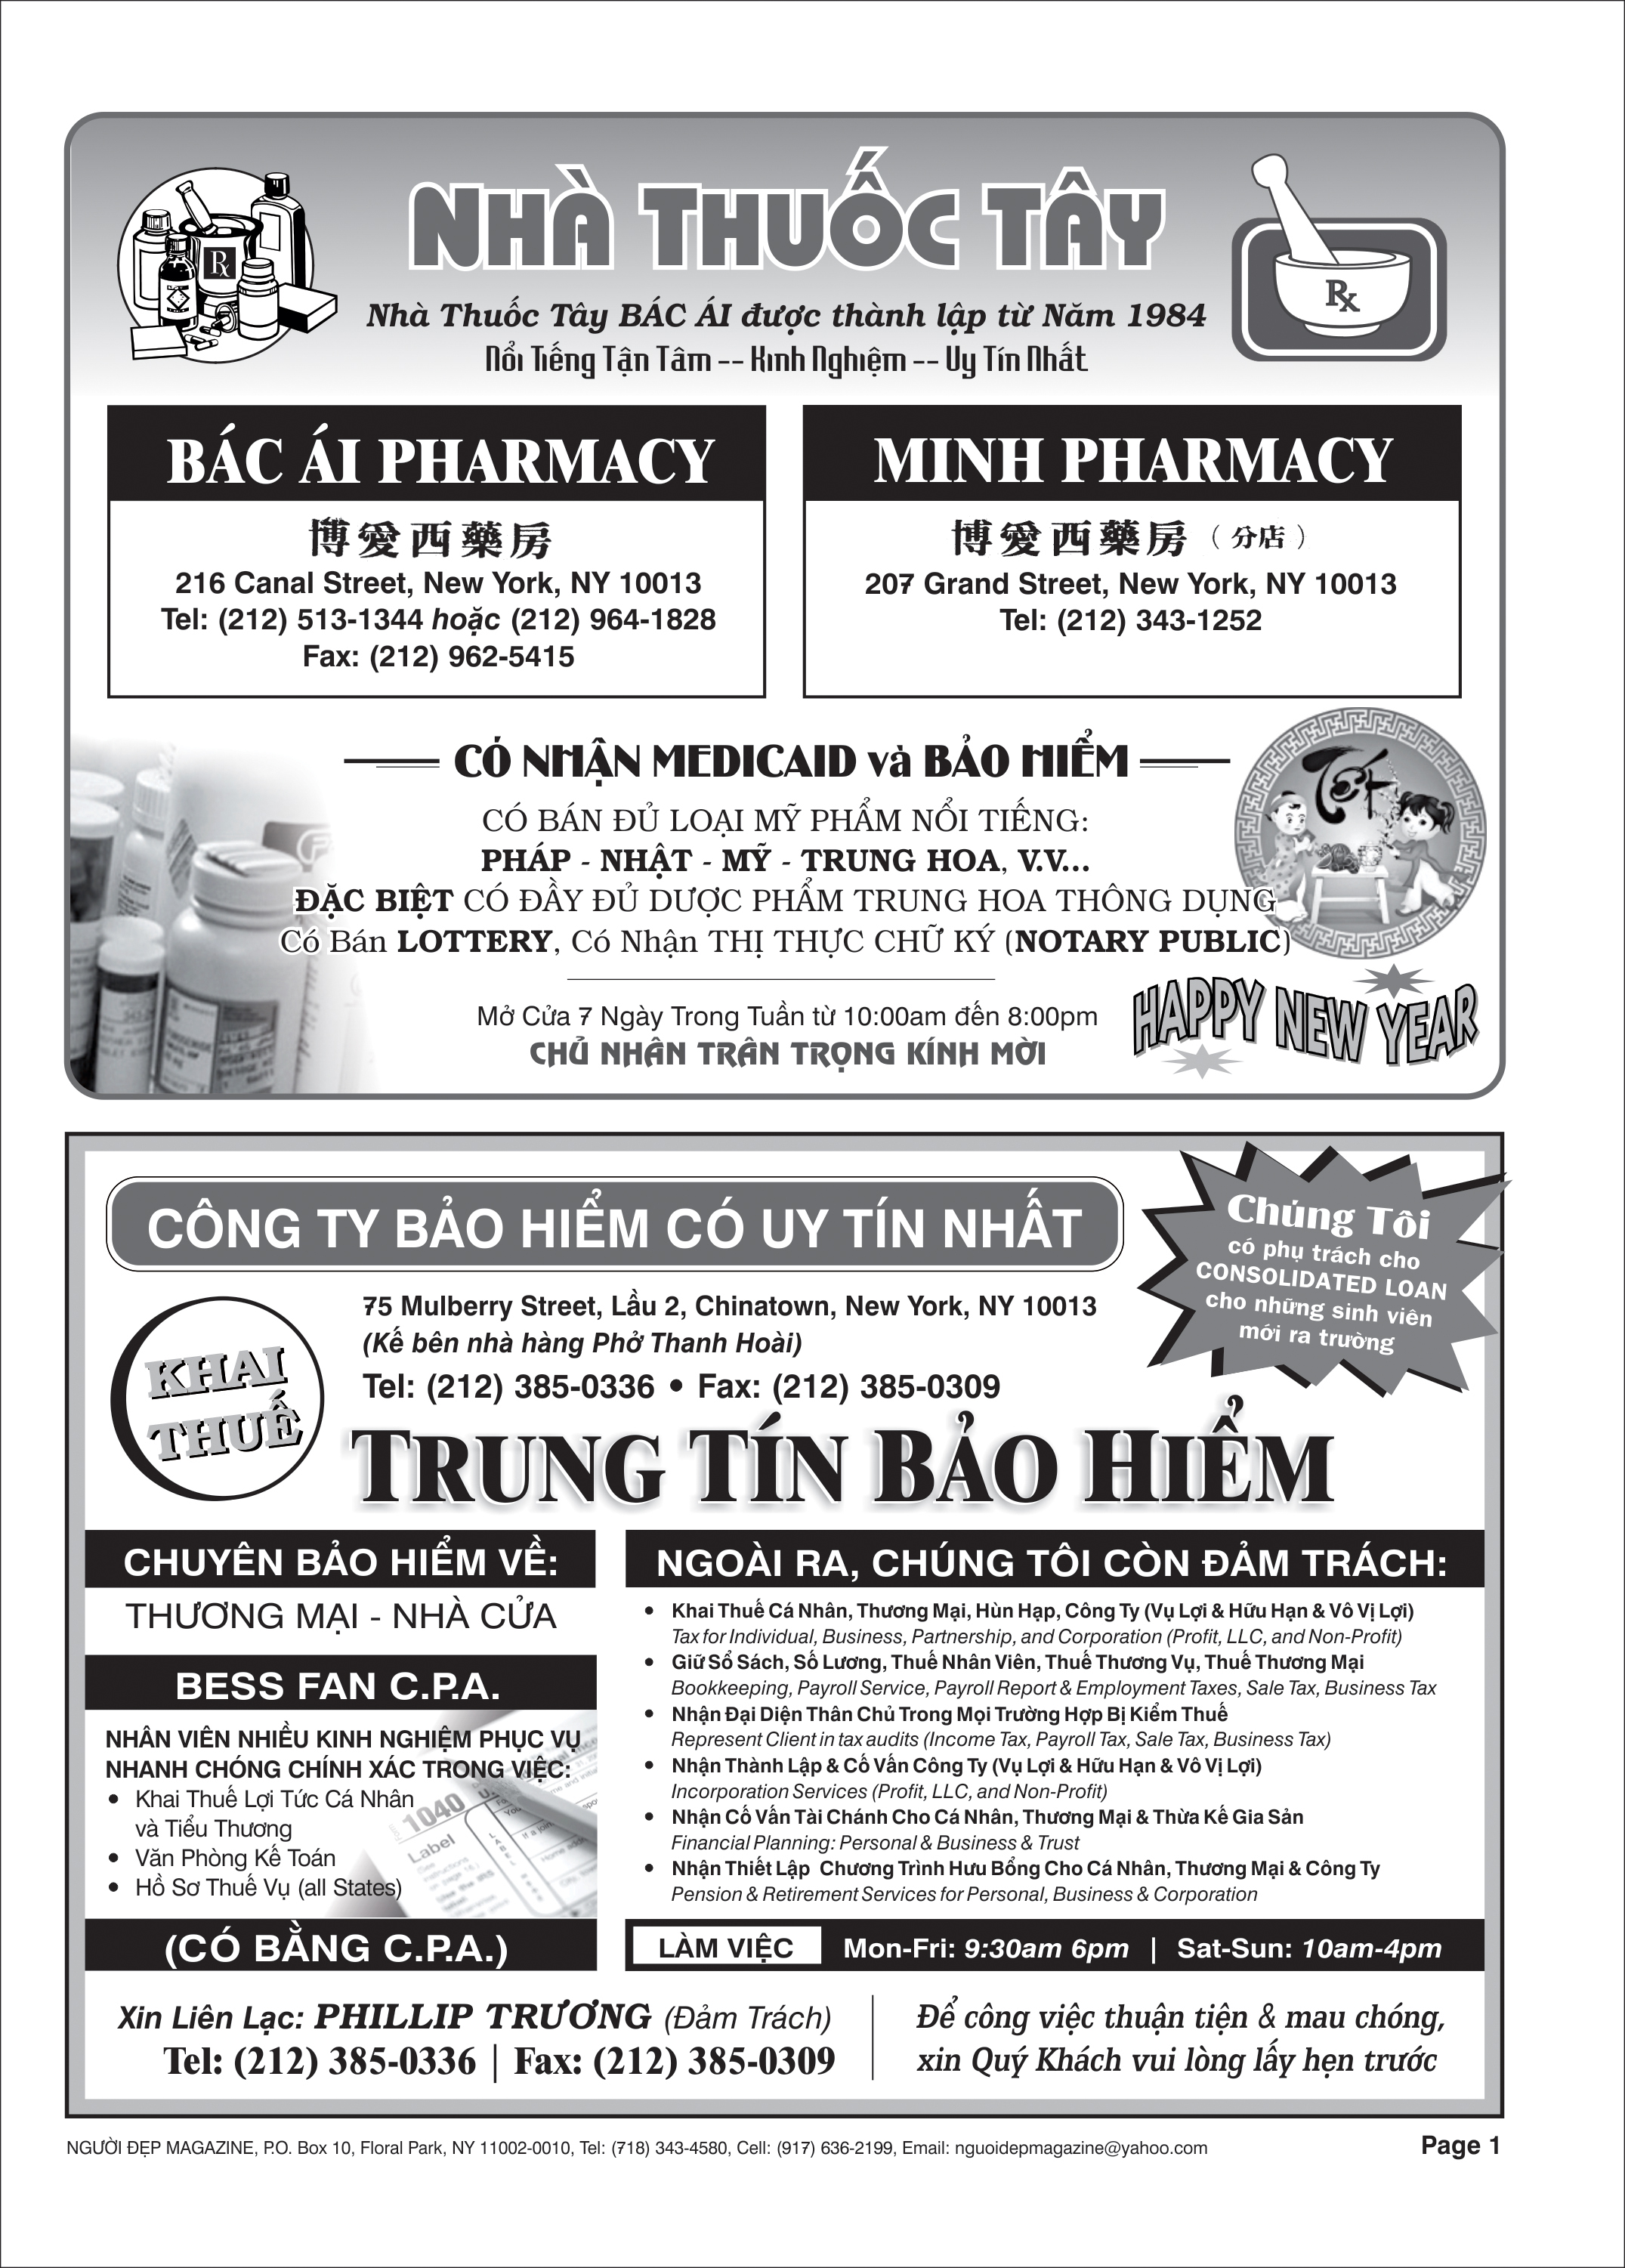 NHÀ THUỐC TÂY
Nhà Thuốc Tây BÁC ÁI được thành lập từ Năm 1984
Nổi Tiếng Tận Tâm -- Kinh Nghiệm -- Uy Tín Nhất
Rx
Rx
BÁC ÁI PHARMACY
博愛西藥房
216 Canal Street, New York, NY 10013
Tel: (212) 513-1344 hoặc (212) 964-1828
Fax: (212) 962-5415
MINH PHARMACY
博愛西藥房（分店）
207 Grand Street, New York, NY 10013
Tel: (212) 343-1252
CÓ NHẬN MEDICAID và BẢO HIỂM
CÓ BÁN ĐỦ LOẠI MỸ PHẨM NỔI TIẾNG:
PHÁP - NHẬT - MỸ - TRUNG HOA, V.V...
ĐẶC BIỆT CÓ ĐẦY ĐỦ DƯỢC PHẨM TRUNG HOA THÔNG DỤNG
Có Bán LOTTERY, Có Nhận THỊ THỰC CHỮ KÝ (NOTARY PUBLIC)
Tết
Mở Cửa 7 Ngày Trong Tuần từ 10:00am đến 8:00pm
CHỦ NHÂN TRÂN TRỌNG KÍNH MỜI
HAPPY NEW YEAR
CÔNG TY BẢO HIỂM CÓ UY TÍN NHẤT
Chúng Tôi
có phụ trách cho
CONSOLIDATED LOAN
cho những sinh viên
mới ra trường
75 Mulberry Street, Lầu 2, Chinatown, New York, NY 10013
(Kế bên nhà hàng Phở Thanh Hoài)
Tel: (212) 385-0336 • Fax: (212) 385-0309
KHAI
THUẾ
TRUNG TÍN BẢO HIỂM
CHUYÊN BẢO HIỂM VỀ:
THƯƠNG MẠI - NHÀ CỬA
BESS FAN C.P.A.
NHÂN VIÊN NHIỀU KINH NGHIỆM PHỤC VỤ
NHANH CHÓNG CHÍNH XÁC TRONG VIỆC:
• Khai Thuế Lợi Tức Cá Nhân
và Tiểu Thương
• Văn Phòng Kế Toán
• Hồ Sơ Thuế Vụ (all States)
1040
Label
(CÓ BẰNG C.P.A.)
NGOÀI RA, CHÚNG TÔI CÒN ĐẢM TRÁCH:
• Khai Thuế Cá Nhân, Thương Mại, Hùn Hạp, Công Ty (Vụ Lợi & Hữu Hạn & Vô Vị Lợi)
Tax for Individual, Business, Partnership, and Corporation (Profit, LLC, and Non-Profit)
• Giữ Sổ Sách, Số Lương, Thuế Nhân Viên, Thuế Thương Vụ, Thuế Thương Mại
Bookkeeping, Payroll Service, Payroll Report & Employment Taxes, Sale Tax, Business Tax
• Nhận Đại Diện Thân Chủ Trong Mọi Trường Hợp Bị Kiểm Thuế
Represent Client in tax audits (Income Tax, Payroll Tax, Sale Tax, Business Tax)
• Nhận Thành Lập & Cố Vấn Công Ty (Vụ Lợi & Hữu Hạn & Vô Vị Lợi)
Incorporation Services (Profit, LLC, and Non-Profit)
• Nhận Cố Vấn Tài Chánh Cho Cá Nhân, Thương Mại & Thừa Kế Gia Sản
Financial Planning: Personal & Business & Trust
• Nhận Thiết Lập Chương Trình Hưu Bổng Cho Cá Nhân, Thương Mại & Công Ty
Pension & Retirement Services for Personal, Business & Corporation
LÀM VIỆC Mon-Fri: 9:30am 6pm | Sat-Sun: 10am-4pm
Xin Liên Lạc: PHILLIP TRƯƠNG (Đảm Trách)
Tel: (212) 385-0336 | Fax: (212) 385-0309
Để công việc thuận tiện & mau chóng,
xin Quý Khách vui lòng lấy hẹn trước
NGƯỜI ĐẸP MAGAZINE, P.O. Box 10, Floral Park, NY 11002-0010, Tel: (718) 343-4580, Cell: (917) 636-2199, Email: nguoidepmagazine@yahoo.com
Page 1